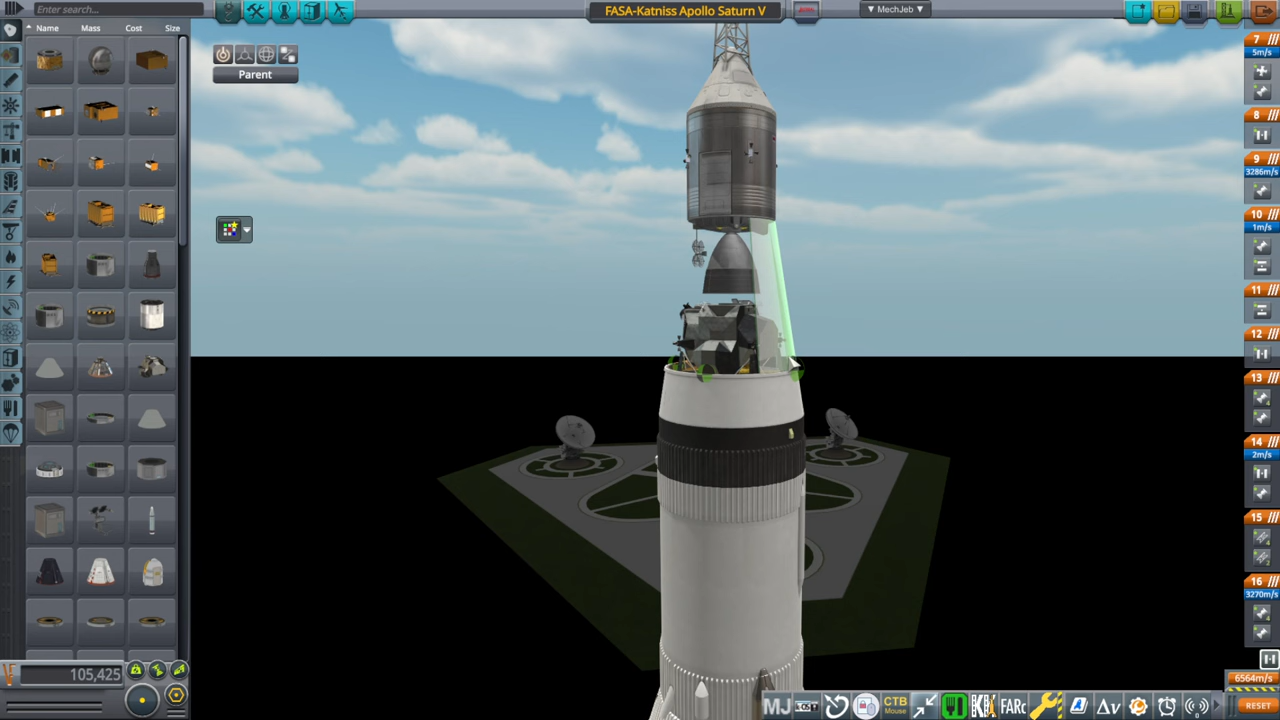 Enter search...
FASA-Katniss Apollo Saturn V
▼ MechJeb ▼
Name Mass Cost Size
Parent
7
5m/s
8
9
3286m/s
10
1m/s
11
12
13
14
2m/s
15
16
3270m/s
105,425
6564m/s
MJ
CTB
Mouse
FARc
Δv
RESET